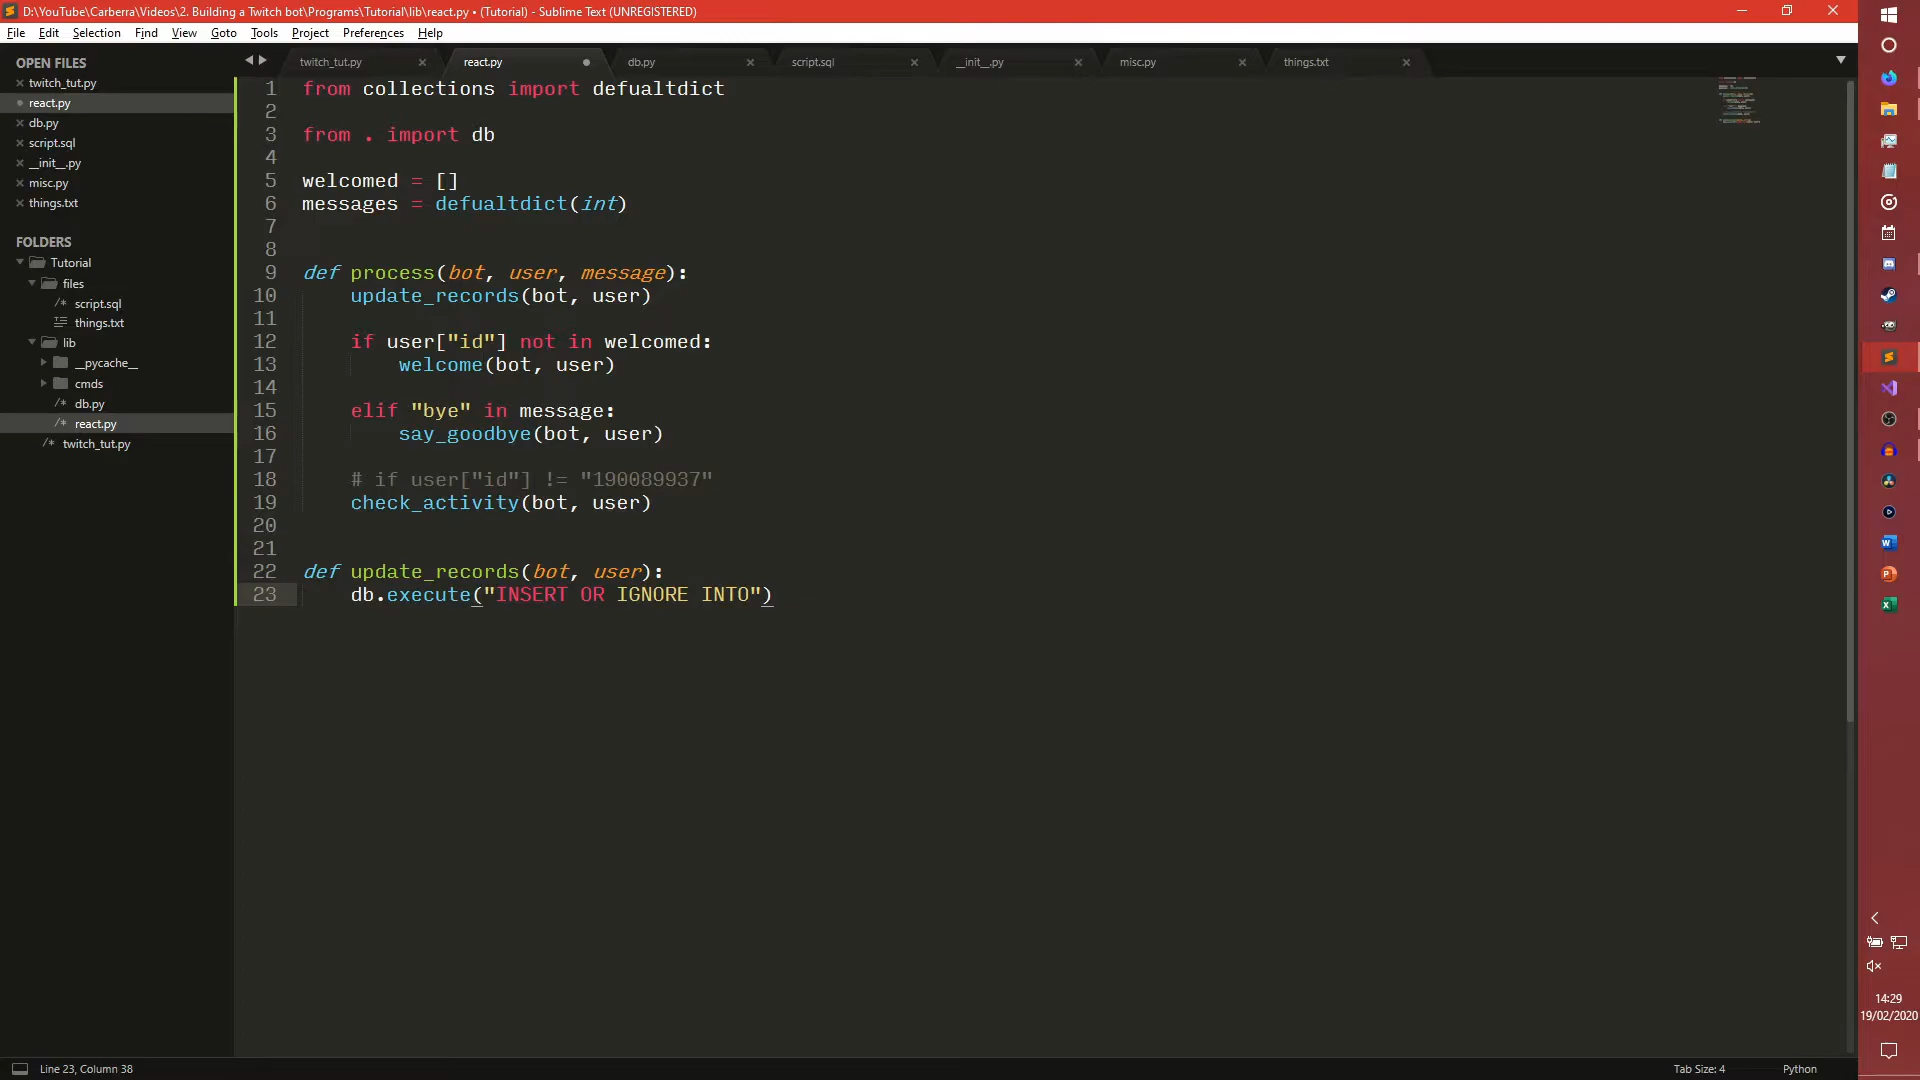 D:\YouTube\Carberra\Videos\2. Building a Twitch bot\Programs\Tutorial\lib\react.py • (Tutorial) - Sublime Text (UNREGISTERED)
File Edit Selection Find View Goto Tools Project Preferences Help
OPEN FILES
twitch_tut.py
react.py
db.py
script.sql
__init__.py
misc.py
things.txt
FOLDERS
Tutorial
files
script.sql
things.txt
lib
__pycache__
cmds
db.py
react.py
twitch_tut.py
twitch_tut.py react.py db.py script.sql __init__.py misc.py things.txt
1 from collections import defualtdict
2
3 from . import db
4
5 welcomed = []
6 messages = defualtdict(int)
7
8
9 def process(bot, user, message):
10 update_records(bot, user)
11
12 if user["id"] not in welcomed:
13 welcome(bot, user)
14
15 elif "bye" in message:
16 say_goodbye(bot, user)
17
18 # if user["id"] != "190089937"
19 check_activity(bot, user)
20
21
22 def update_records(bot, user):
23 db.execute("INSERT OR IGNORE INTO")
14:29
19/02/2020
Line 23, Column 38
Tab Size: 4
Python